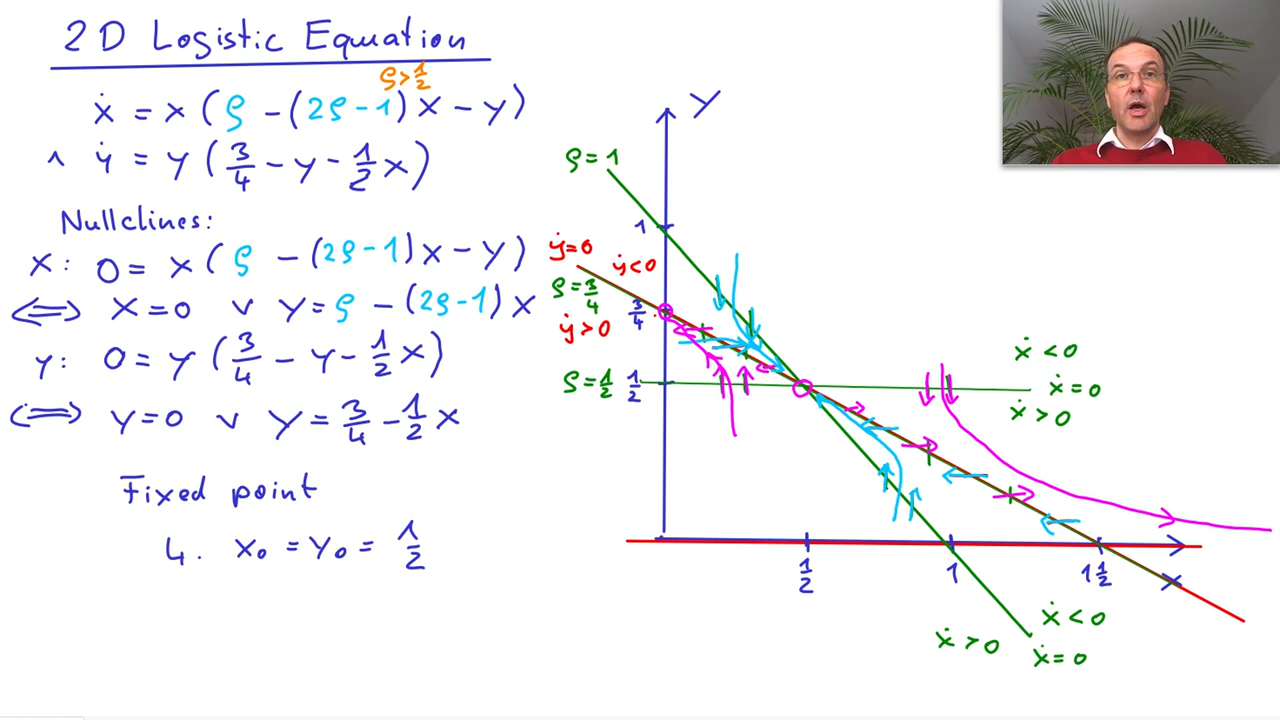 2D Logistic Equation
ϱ>1/2
ẋ = x(ϱ -(2ϱ-1)x-y)
∧ ẏ = y(3/4 - y - 1/2 x)
Nullclines:
x: 0 = x(ϱ - (2ϱ-1)x - y)
⟺ x=0 ∨ y=ϱ - (2ϱ-1)x
y: 0 = y(3/4 - y - 1/2 x)
⟺ y=0 ∨ y = 3/4 - 1/2 x
Fixed point
4. x₀ = y₀ = 1/2
y
ϱ=1
1
ẏ=0
ẏ<0
ϱ=3/4
3/4
ẏ>0
ϱ=1/2
1/2
ẋ<0
ẋ=0
ẋ>0
1/2
1
1 1/2
x
ẋ<0
ẋ>0
ẋ=0